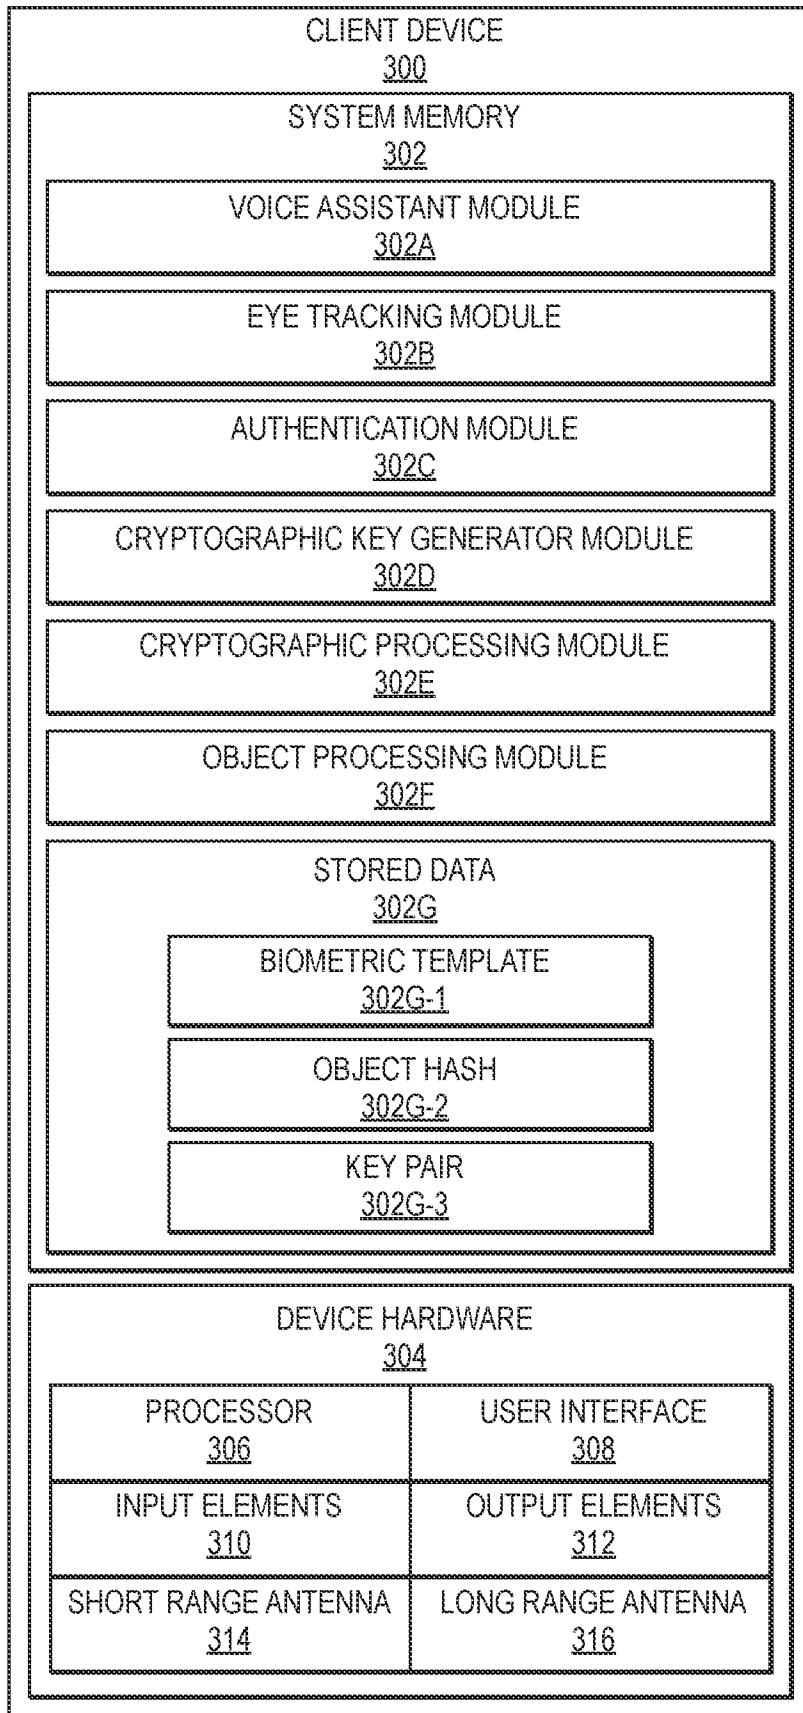 CLIENT DEVICE
300
SYSTEM MEMORY
302
VOICE ASSISTANT MODULE
302A
EYE TRACKING MODULE
302B
AUTHENTICATION MODULE
302C
CRYPTOGRAPHIC KEY GENERATOR MODULE
302D
CRYPTOGRAPHIC PROCESSING MODULE
302E
OBJECT PROCESSING MODULE
302F
STORED DATA
302G
BIOMETRIC TEMPLATE
302G-1
OBJECT HASH
302G-2
KEY PAIR
302G-3
DEVICE HARDWARE
304
PROCESSOR
306
USER INTERFACE
308
INPUT ELEMENTS
310
OUTPUT ELEMENTS
312
SHORT RANGE ANTENNA
314
LONG RANGE ANTENNA
316